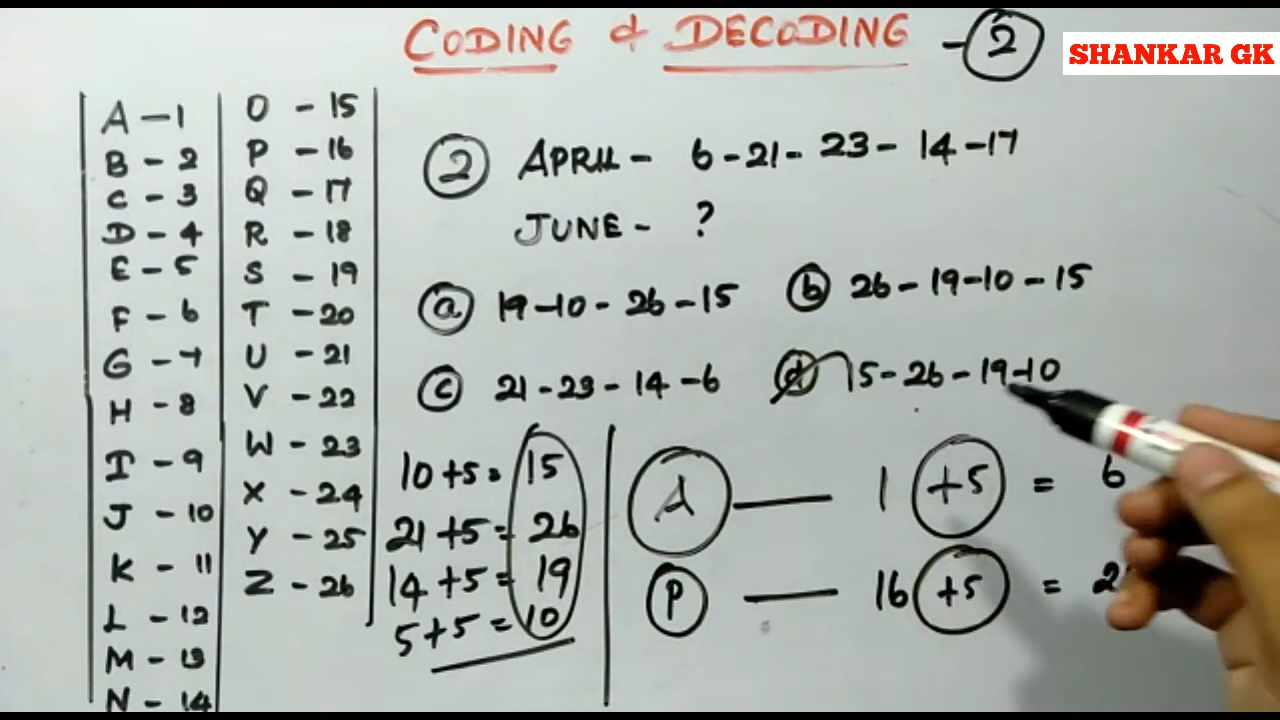 CODING & DECODING - 2
SHANKAR GK
A - 1
B - 2
C - 3
D - 4
E - 5
F - 6
G - 7
H - 8
I - 9
J - 10
K - 11
L - 12
M - 13
N - 14
O - 15
P - 16
Q - 17
R - 18
S - 19
T - 20
U - 21
V - 22
W - 23
X - 24
Y - 25
Z - 26
2 APRIL - 6 - 21 - 23 - 14 - 17
JUNE - ?
a 19 - 10 - 26 - 15
b 26 - 19 - 10 - 15
c 21 - 23 - 14 - 6
d 15 - 26 - 19 - 10
10 + 5 = 15
21 + 5 = 26
14 + 5 = 19
5 + 5 = 10
A — 1 + 5 = 6
P — 16 + 5 = 2